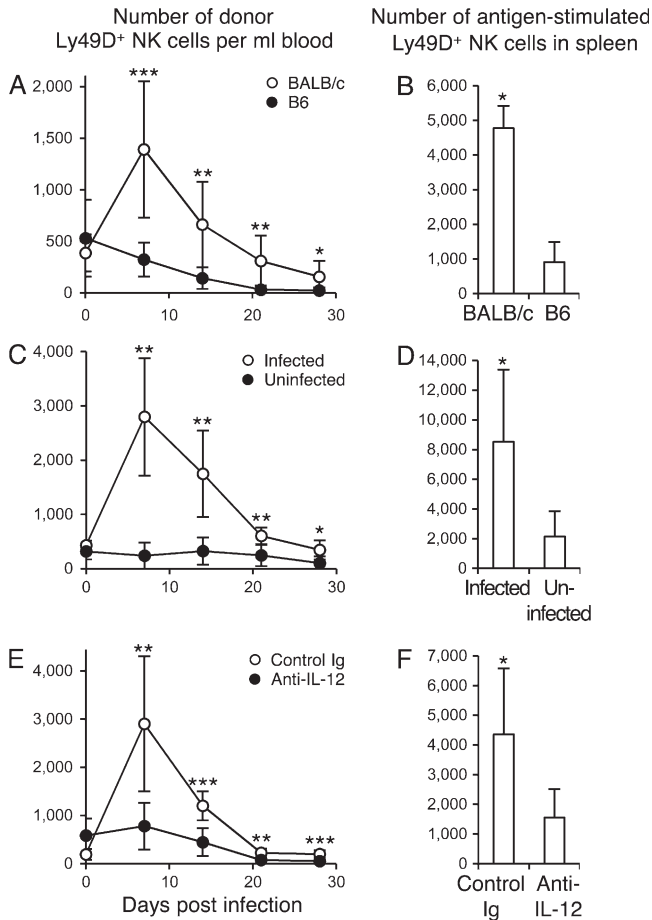 Number of donor
Ly49D⁺ NK cells per ml blood
Number of antigen-stimulated
Ly49D⁺ NK cells in spleen
A
2,000
1,500
1,000
500
0
0
10
20
30
***
**
**
*
BALB/c
B6
B
6,000
5,000
4,000
3,000
2,000
1,000
0
*
BALB/c B6
C
4,000
3,000
2,000
1,000
0
0
10
20
30
**
**
**
*
Infected
Uninfected
D
14,000
12,000
10,000
8,000
6,000
4,000
2,000
0
*
Infected
Un-
infected
E
4,000
3,000
2,000
1,000
0
0
10
20
30
**
***
**
***
Control Ig
Anti-IL-12
Days post infection
F
7,000
6,000
5,000
4,000
3,000
2,000
1,000
0
*
Control
Ig
Anti-
IL-12